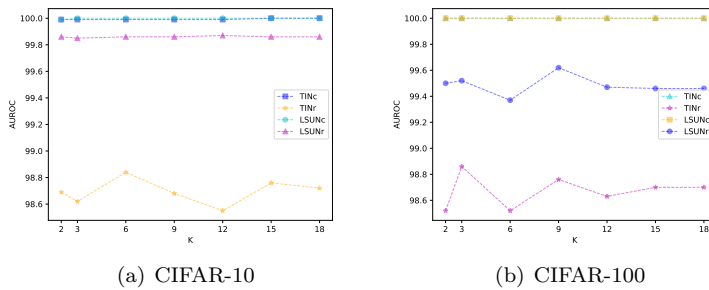 100.0
99.8
99.6
99.4
99.2
99.0
98.8
98.6
AUROC
TINc
TINr
LSUNc
LSUNr
2 3 6 9 12 15 18
K
(a) CIFAR-10
100.0
99.8
99.6
99.4
99.2
99.0
98.8
98.6
AUROC
TINc
TINr
LSUNc
LSUNr
2 3 6 9 12 15 18
K
(b) CIFAR-100